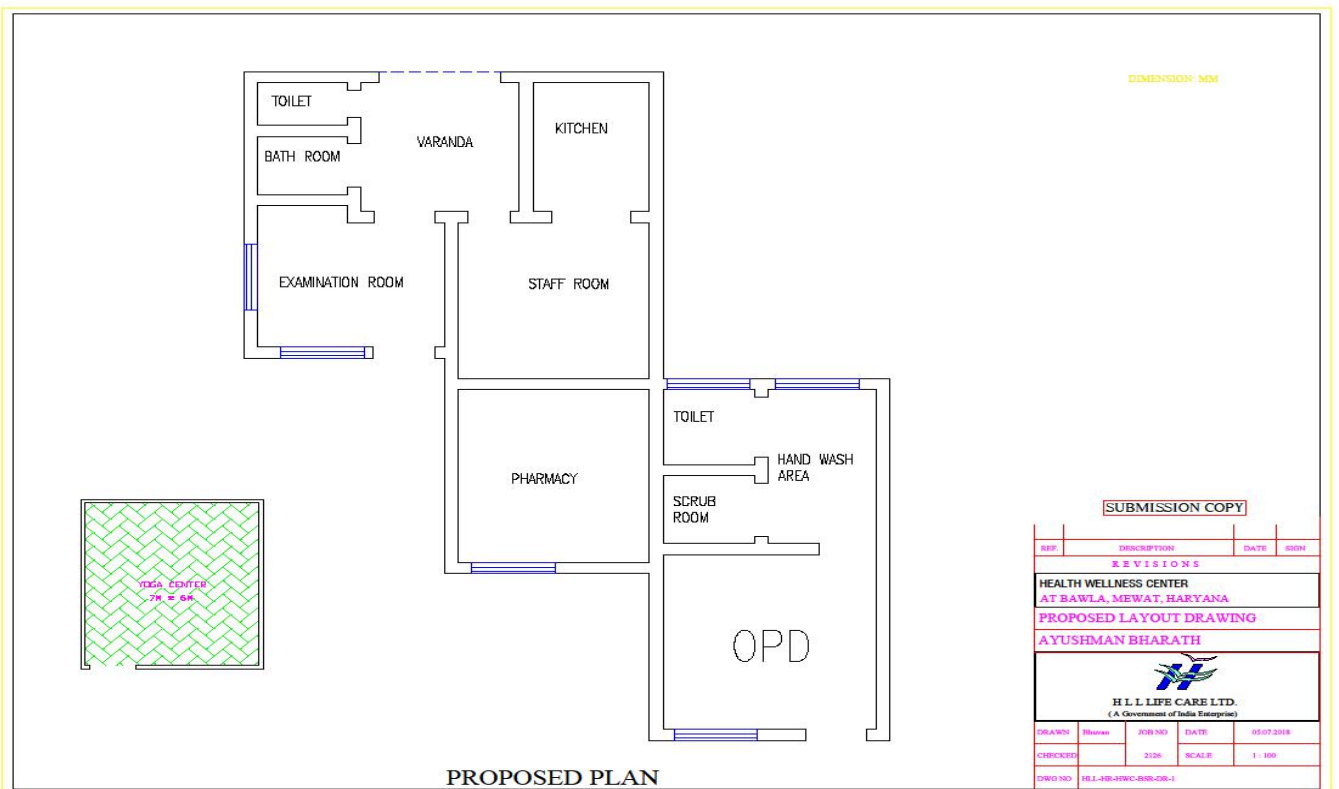 DIMENSION: MM
TOILET
VARANDA
KITCHEN
BATH ROOM
EXAMINATION ROOM
STAFF ROOM
TOILET
HAND WASH
AREA
PHARMACY
SCRUB
ROOM
OPD
YOGA CENTER
PROPOSED PLAN
SUBMISSION COPY
REF. DESCRIPTION DATE SIGN
REVISIONS
HEALTH WELLNESS CENTER
AT BAWLA, MEWAT, HARYANA
PROPOSED LAYOUT DRAWING
AYUSHMAN BHARATH
H L L LIFE CARE LTD.
( A Government of India Enterprise)
DRAWN JOB NO DATE 05.07.2018
CHECKED 2126 SCALE 1 : 100
DWG NO HLL-HR-HWC-BSR-DR-1